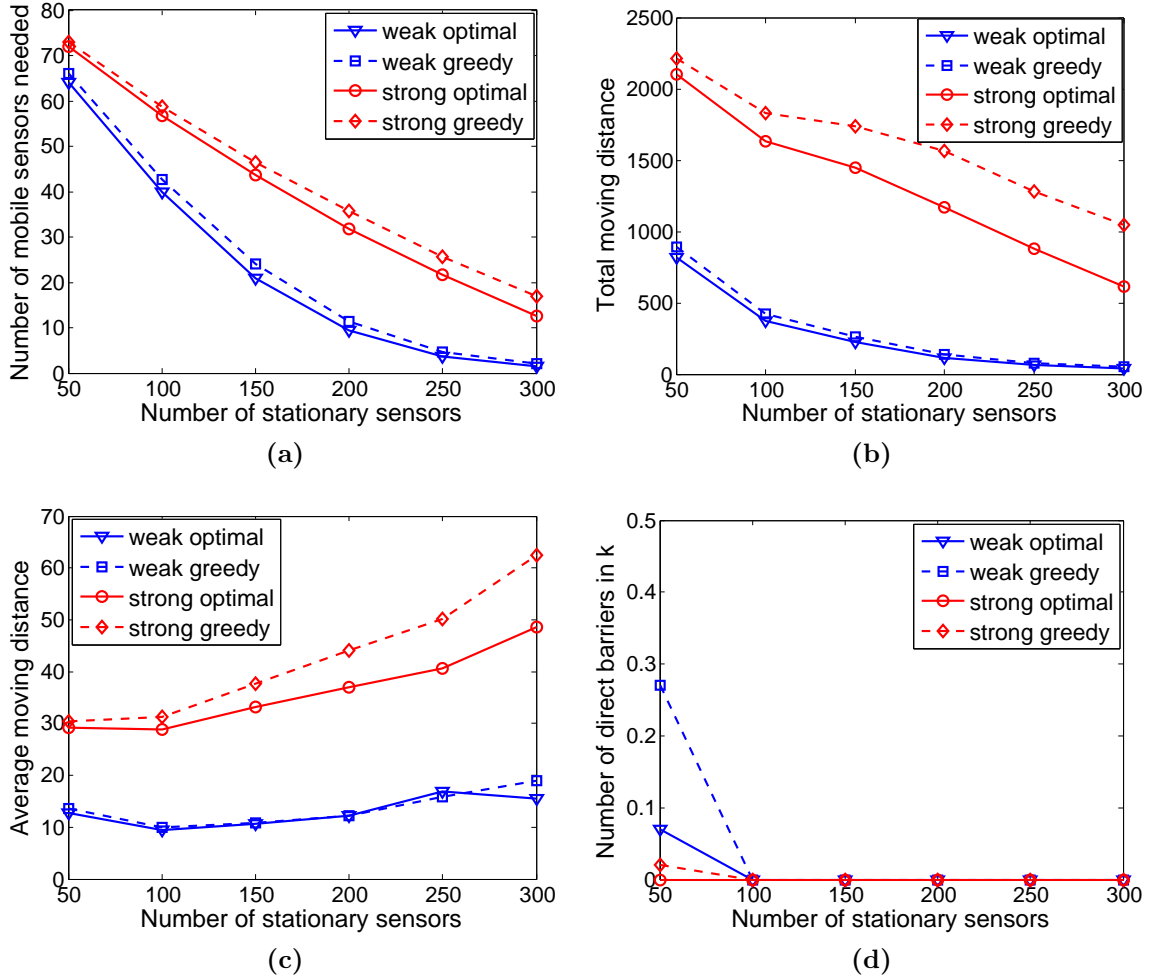 80
70
60
50
40
30
20
10
0
50
100
150
200
250
300
Number of mobile sensors needed
Number of stationary sensors
weak optimal
weak greedy
strong optimal
strong greedy
(a)
2500
2000
1500
1000
500
0
50
100
150
200
250
300
Total moving distance
Number of stationary sensors
weak optimal
weak greedy
strong optimal
strong greedy
(b)
70
60
50
40
30
20
10
0
50
100
150
200
250
300
Average moving distance
Number of stationary sensors
weak optimal
weak greedy
strong optimal
strong greedy
(c)
0.5
0.4
0.3
0.2
0.1
0
50
100
150
200
250
300
Number of direct barriers in k
Number of stationary sensors
weak optimal
weak greedy
strong optimal
strong greedy
(d)